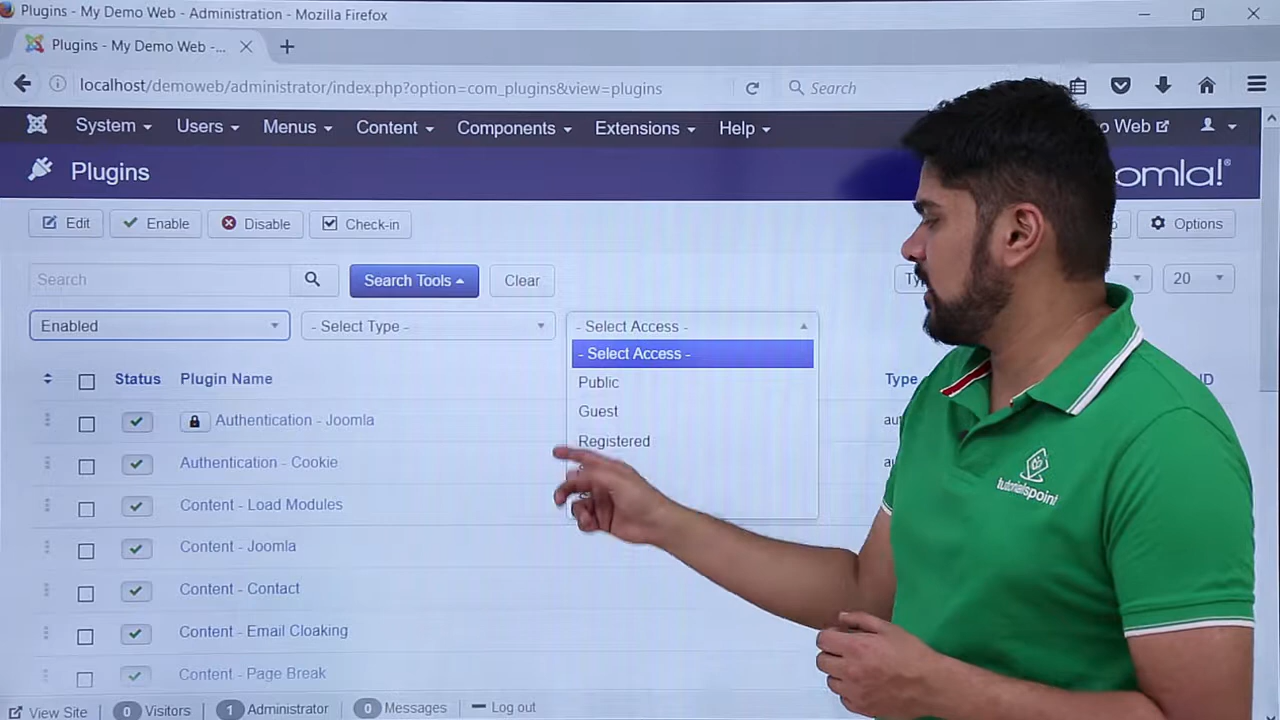 Plugins - My Demo Web - Administration - Mozilla Firefox
Plugins - My Demo Web -...
localhost/demoweb/administrator/index.php?option=com_plugins&view=plugins
Search
System Users Menus Content Components Extensions Help
Web
Plugins
oomla!®
Edit Enable Disable Check-in
Options
Search
Search Tools
Clear
20
Enabled
- Select Type -
- Select Access -
- Select Access -
Public
Guest
Registered
Status Plugin Name Type ID
Authentication - Joomla
Authentication - Cookie
Content - Load Modules
Content - Joomla
Content - Contact
Content - Email Cloaking
Content - Page Break
View Site 0 Visitors 1 Administrator 0 Messages Log out
tutorialspoint